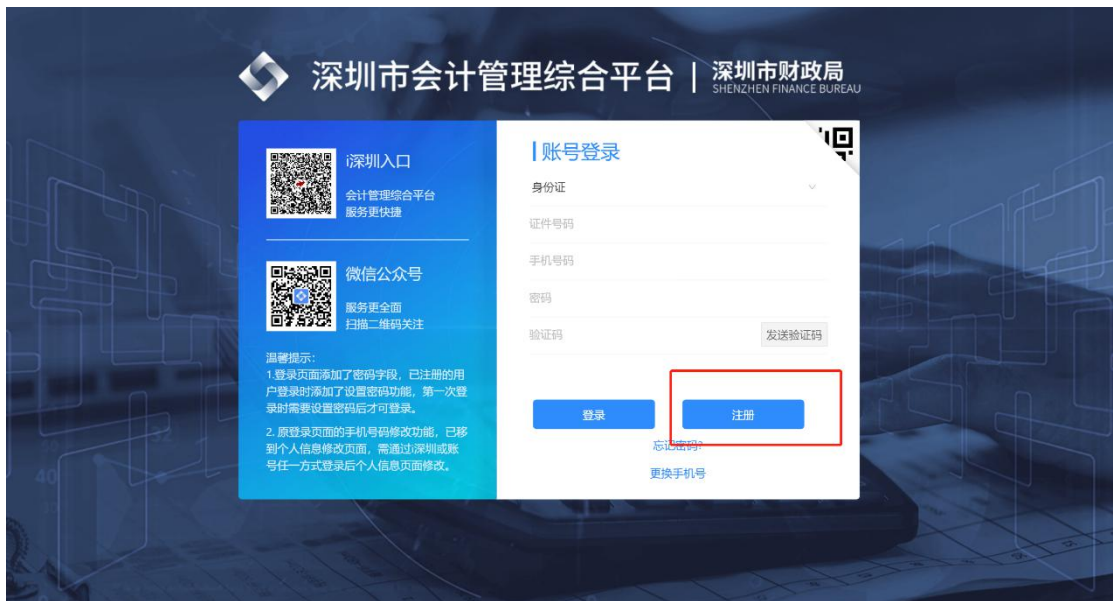 深圳市会计管理综合平台
深圳市财政局
SHENZHEN FINANCE BUREAU
i深圳入口
会计管理综合平台
服务更快捷
微信公众号
服务更全面
扫描二维码关注
温馨提示：
1.登录页面添加了密码字段，已注册的用
户登录时添加了设置密码功能，第一次登
录时需要设置密码后才可登录。
2. 原登录页面的手机号码修改功能，已移
到个人信息修改页面，需通过i深圳或账
号任一方式登录后个人信息页面修改。
账号登录
身份证
证件号码
手机号码
密码
验证码
发送验证码
登录
注册
忘记密码?
更换手机号